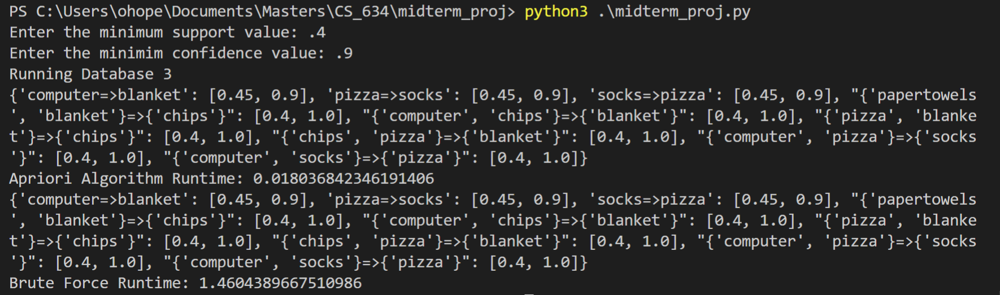 PS C:\Users\ohope\Documents\Masters\CS_634\midterm_proj> python3 .\midterm_proj.py
Enter the minimum support value: .4
Enter the minimim confidence value: .9
Running Database 3
{'computer=>blanket': [0.45, 0.9], 'pizza=>socks': [0.45, 0.9], 'socks=>pizza': [0.45, 0.9], "{'papertowels
', 'blanket'}=>{'chips'}": [0.4, 1.0], "{'computer', 'chips'}=>{'blanket'}": [0.4, 1.0], "{'pizza', 'blanke
t'}=>{'chips'}": [0.4, 1.0], "{'chips', 'pizza'}=>{'blanket'}": [0.4, 1.0], "{'computer', 'pizza'}=>{'socks
'}": [0.4, 1.0], "{'computer', 'socks'}=>{'pizza'}": [0.4, 1.0]}
Apriori Algorithm Runtime: 0.018036842346191406
{'computer=>blanket': [0.45, 0.9], 'pizza=>socks': [0.45, 0.9], 'socks=>pizza': [0.45, 0.9], "{'papertowels
', 'blanket'}=>{'chips'}": [0.4, 1.0], "{'computer', 'chips'}=>{'blanket'}": [0.4, 1.0], "{'pizza', 'blanke
t'}=>{'chips'}": [0.4, 1.0], "{'chips', 'pizza'}=>{'blanket'}": [0.4, 1.0], "{'computer', 'pizza'}=>{'socks
'}": [0.4, 1.0], "{'computer', 'socks'}=>{'pizza'}": [0.4, 1.0]}
Brute Force Runtime: 1.4604389667510986